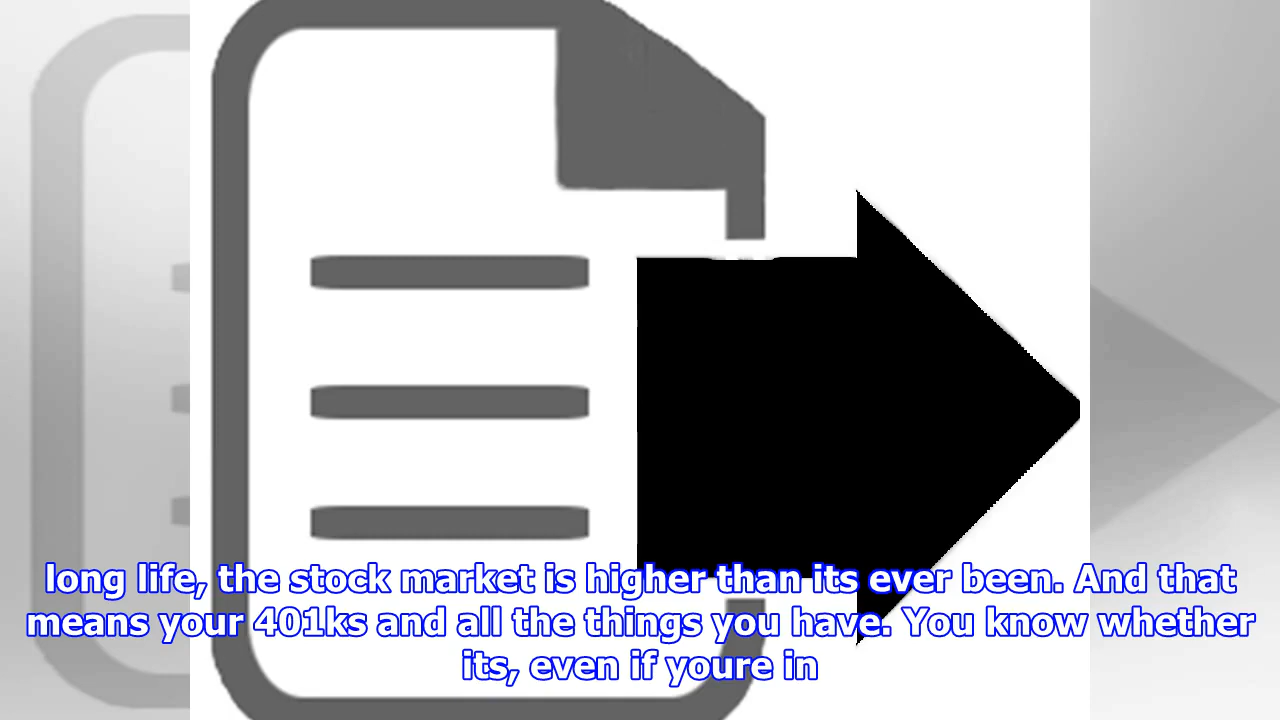 long life, the stock market is higher than its ever been. And that
means your 401ks and all the things you have. You know whether
its, even if youre in